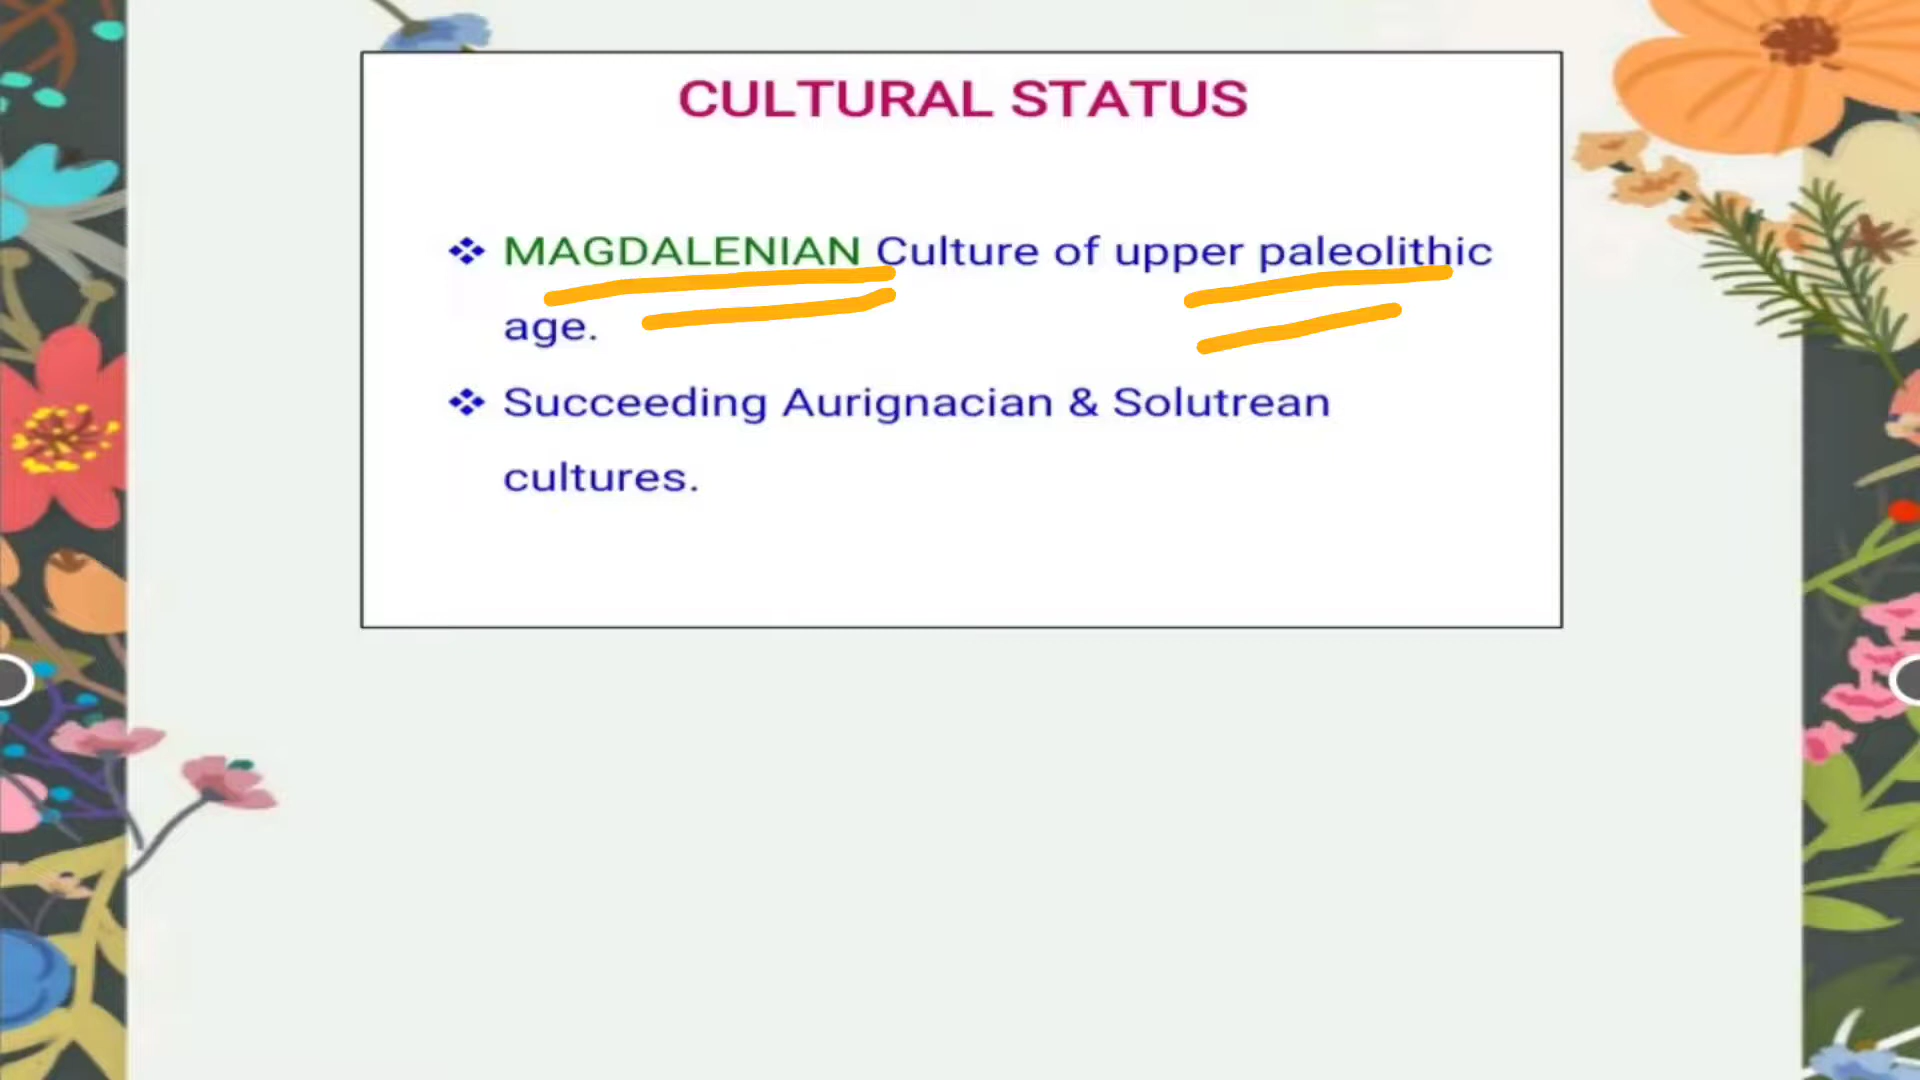 CULTURAL STATUS
❖ MAGDALENIAN Culture of upper paleolithic
age.
❖ Succeeding Aurignacian & Solutrean
cultures.